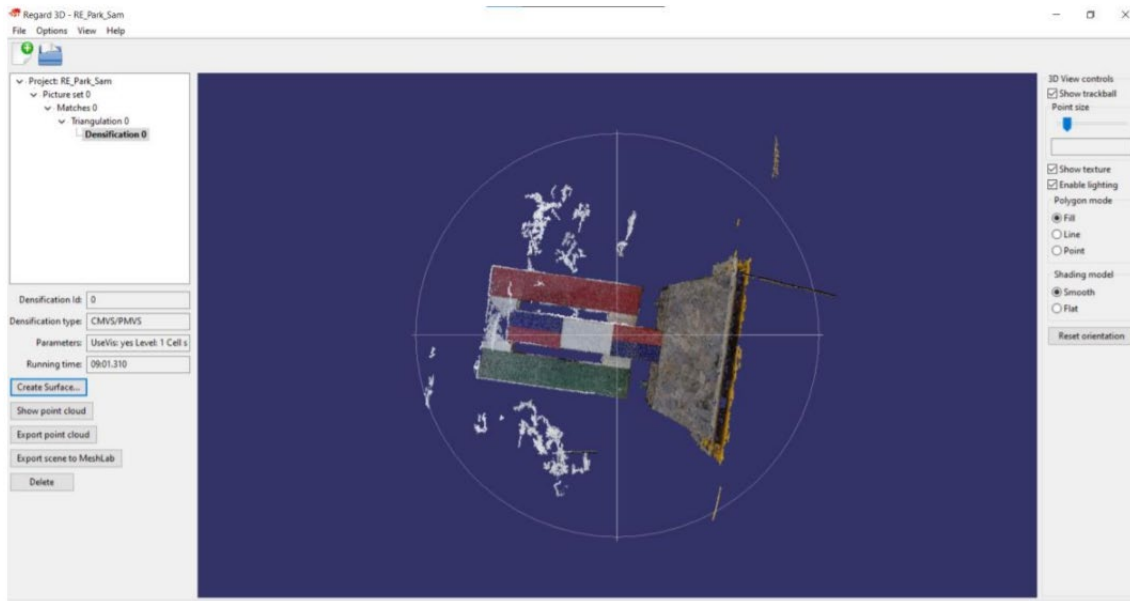 Regard 3D - RE_Park_Sam
File Options View Help
Project: RE_Park_Sam
Picture set 0
Matches 0
Triangulation 0
Densification 0
Densification Id: 0
Densification type: CMVS/PMVS
Parameters: UseVis: yes Level: 1 Cell s
Running time: 09:01.310
Create Surface...
Show point cloud
Export point cloud
Export scene to MeshLab
Delete
3D View controls
Show trackball
Point size
Show texture
Enable lighting
Polygon mode
Fill
Line
Point
Shading model
Smooth
Flat
Reset orientation